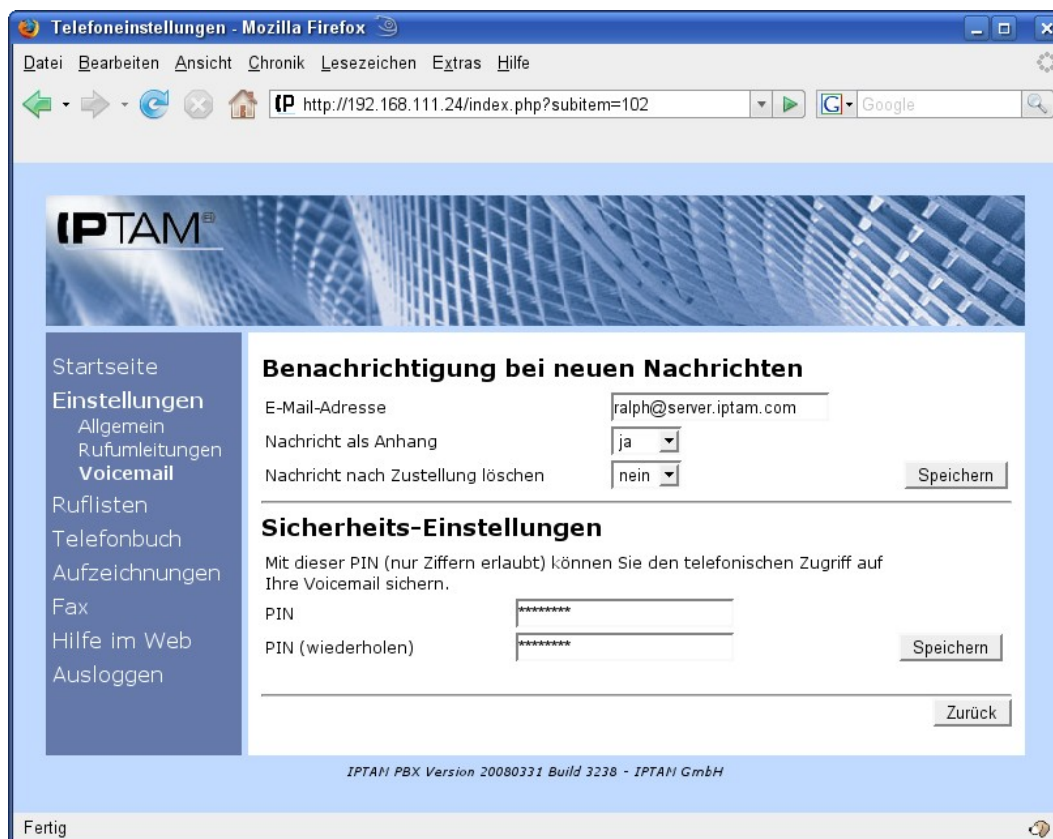 Telefoneinstellungen - Mozilla Firefox
Datei Bearbeiten Ansicht Chronik Lesezeichen Extras Hilfe
http://192.168.111.24/index.php?subitem=102
G Google
IPTAM®
Startseite
Einstellungen
Allgemein
Rufumleitungen
Voicemail
Ruflisten
Telefonbuch
Aufzeichnungen
Fax
Hilfe im Web
Ausloggen
Benachrichtigung bei neuen Nachrichten
E-Mail-Adresse ralph@server.iptam.com
Nachricht als Anhang ja
Nachricht nach Zustellung löschen nein Speichern
Sicherheits-Einstellungen
Mit dieser PIN (nur Ziffern erlaubt) können Sie den telefonischen Zugriff auf
Ihre Voicemail sichern.
PIN ********
PIN (wiederholen) ******** Speichern
Zurück
IPTAM PBX Version 20080331 Build 3238 - IPTAM GmbH
Fertig